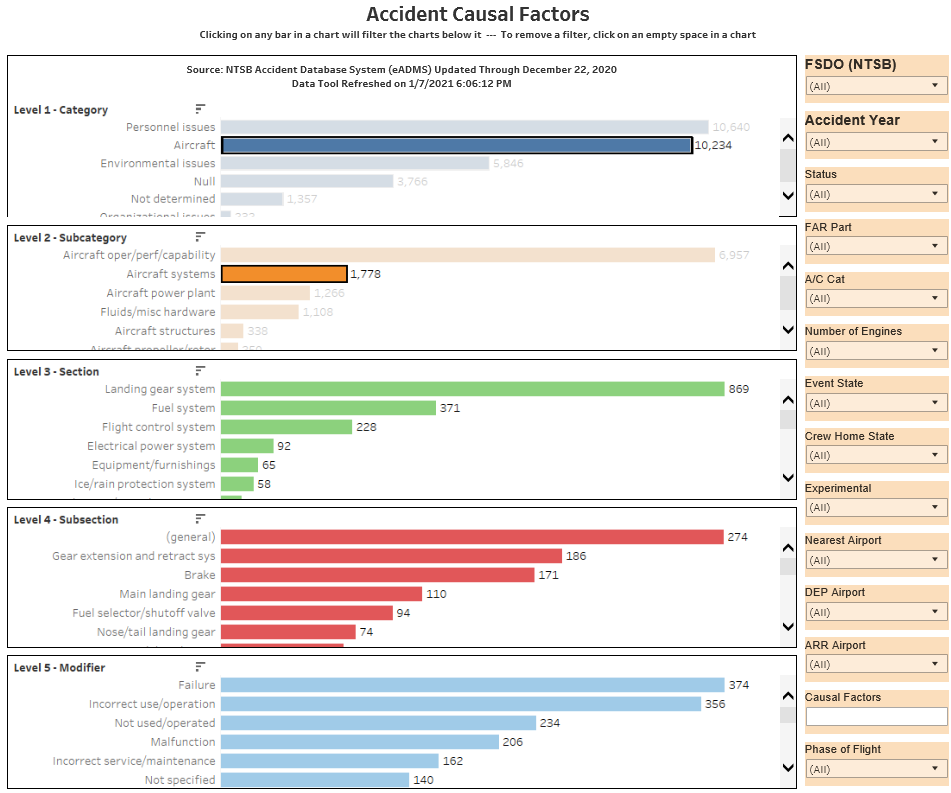 Accident Causal Factors
Clicking on any bar in a chart will filter the charts below it --- To remove a filter, click on an empty space in a chart
Source: NTSB Accident Database System (eADMS) Updated Through December 22, 2020
Data Tool Refreshed on 1/7/2021 6:06:12 PM
Level 1 - Category
Personnel issues 10,640
Aircraft 10,234
Environmental issues 5,846
Null 3,766
Not determined 1,357
Organizational issues 232
Level 2 - Subcategory
Aircraft oper/perf/capability 6,957
Aircraft systems 1,778
Aircraft power plant 1,266
Fluids/misc hardware 1,108
Aircraft structures 338
Aircraft propeller/rotor
Level 3 - Section
Landing gear system 869
Fuel system 371
Flight control system 228
Electrical power system 92
Equipment/furnishings 65
Ice/rain protection system 58
Level 4 - Subsection
(general) 274
Gear extension and retract sys 186
Brake 171
Main landing gear 110
Fuel selector/shutoff valve 94
Nose/tail landing gear 74
Level 5 - Modifier
Failure 374
Incorrect use/operation 356
Not used/operated 234
Malfunction 206
Incorrect service/maintenance 162
Not specified 140
FSDO (NTSB)
(All)
Accident Year
(All)
Status
(All)
FAR Part
(All)
A/C Cat
(All)
Number of Engines
(All)
Event State
(All)
Crew Home State
(All)
Experimental
(All)
Nearest Airport
(All)
DEP Airport
(All)
ARR Airport
(All)
Causal Factors
Phase of Flight
(All)